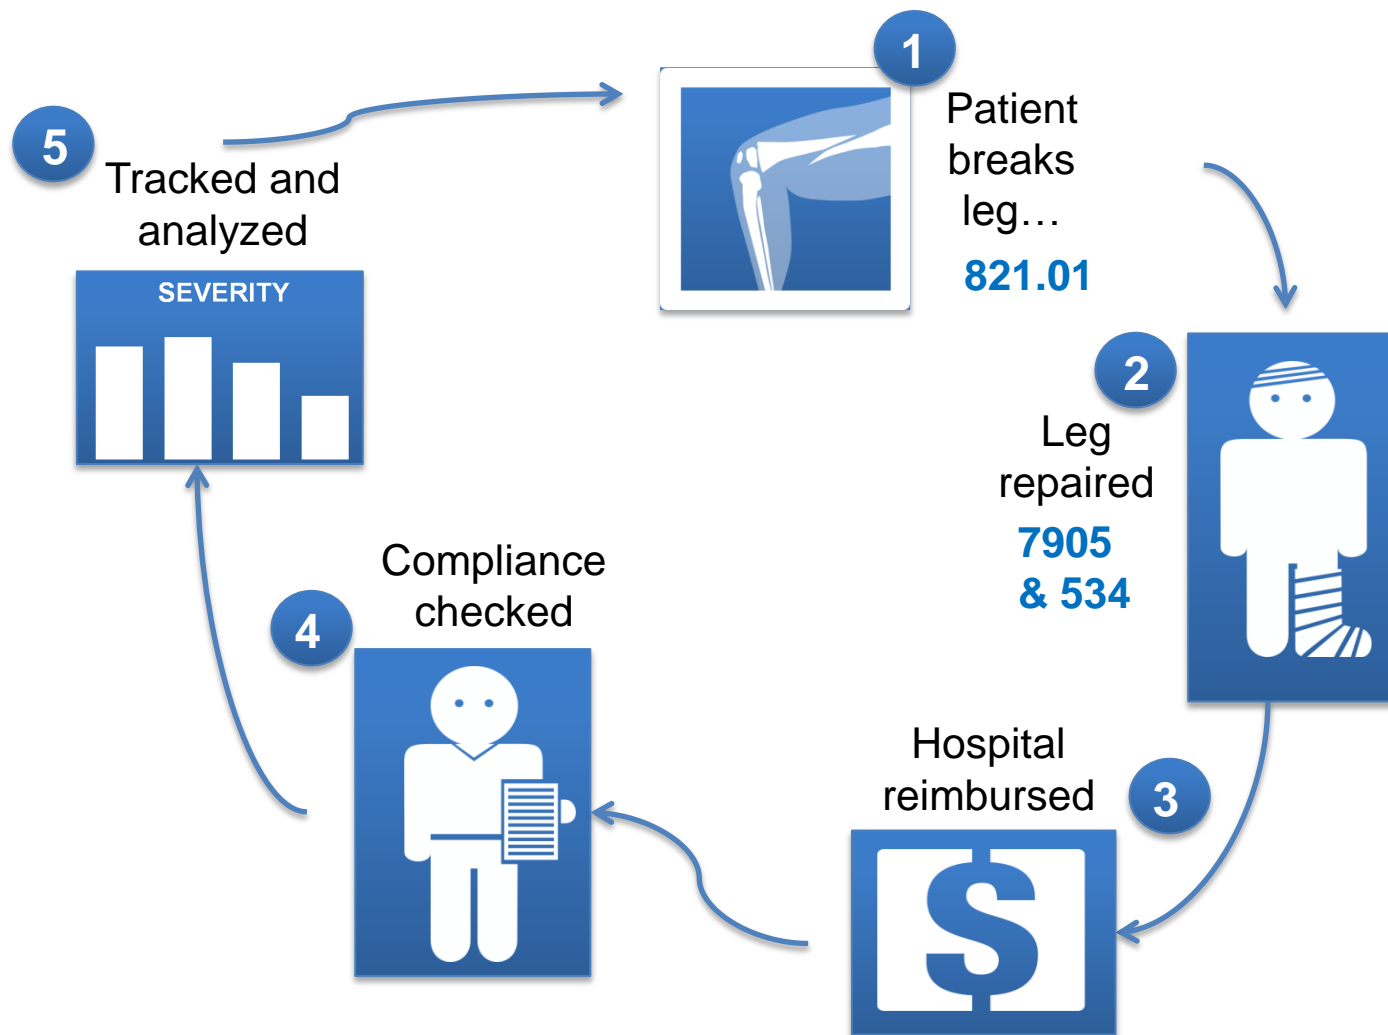 1
Patient
breaks
leg…
821.01
2
Leg
repaired
7905
& 534
3
Hospital
reimbursed
$
4
Compliance
checked
5
Tracked and
analyzed
SEVERITY